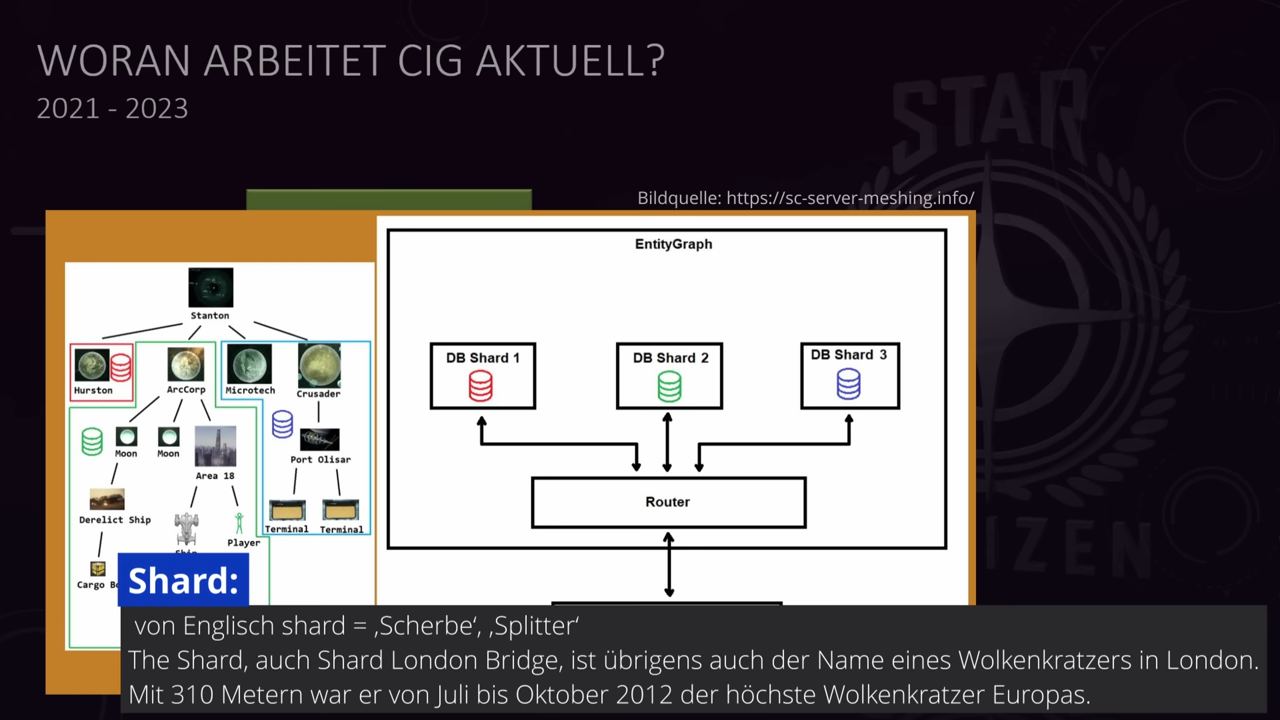 WORAN ARBEITET CIG AKTUELL?
2021 - 2023
STAR
Bildquelle: https://sc-server-meshing.info/
EntityGraph
Stanton
DB Shard 1
DB Shard 2
DB Shard 3
Hurston
ArcCorp
Microtech
Crusader
Moon
Moon
Port Olisar
Area 18
Router
Derelict Ship
Terminal
Terminal
Player
Cargo
Shard:
von Englisch shard = ‚Scherbe‘, ‚Splitter‘
The Shard, auch Shard London Bridge, ist übrigens auch der Name eines Wolkenkratzers in London.
Mit 310 Metern war er von Juli bis Oktober 2012 der höchste Wolkenkratzer Europas.